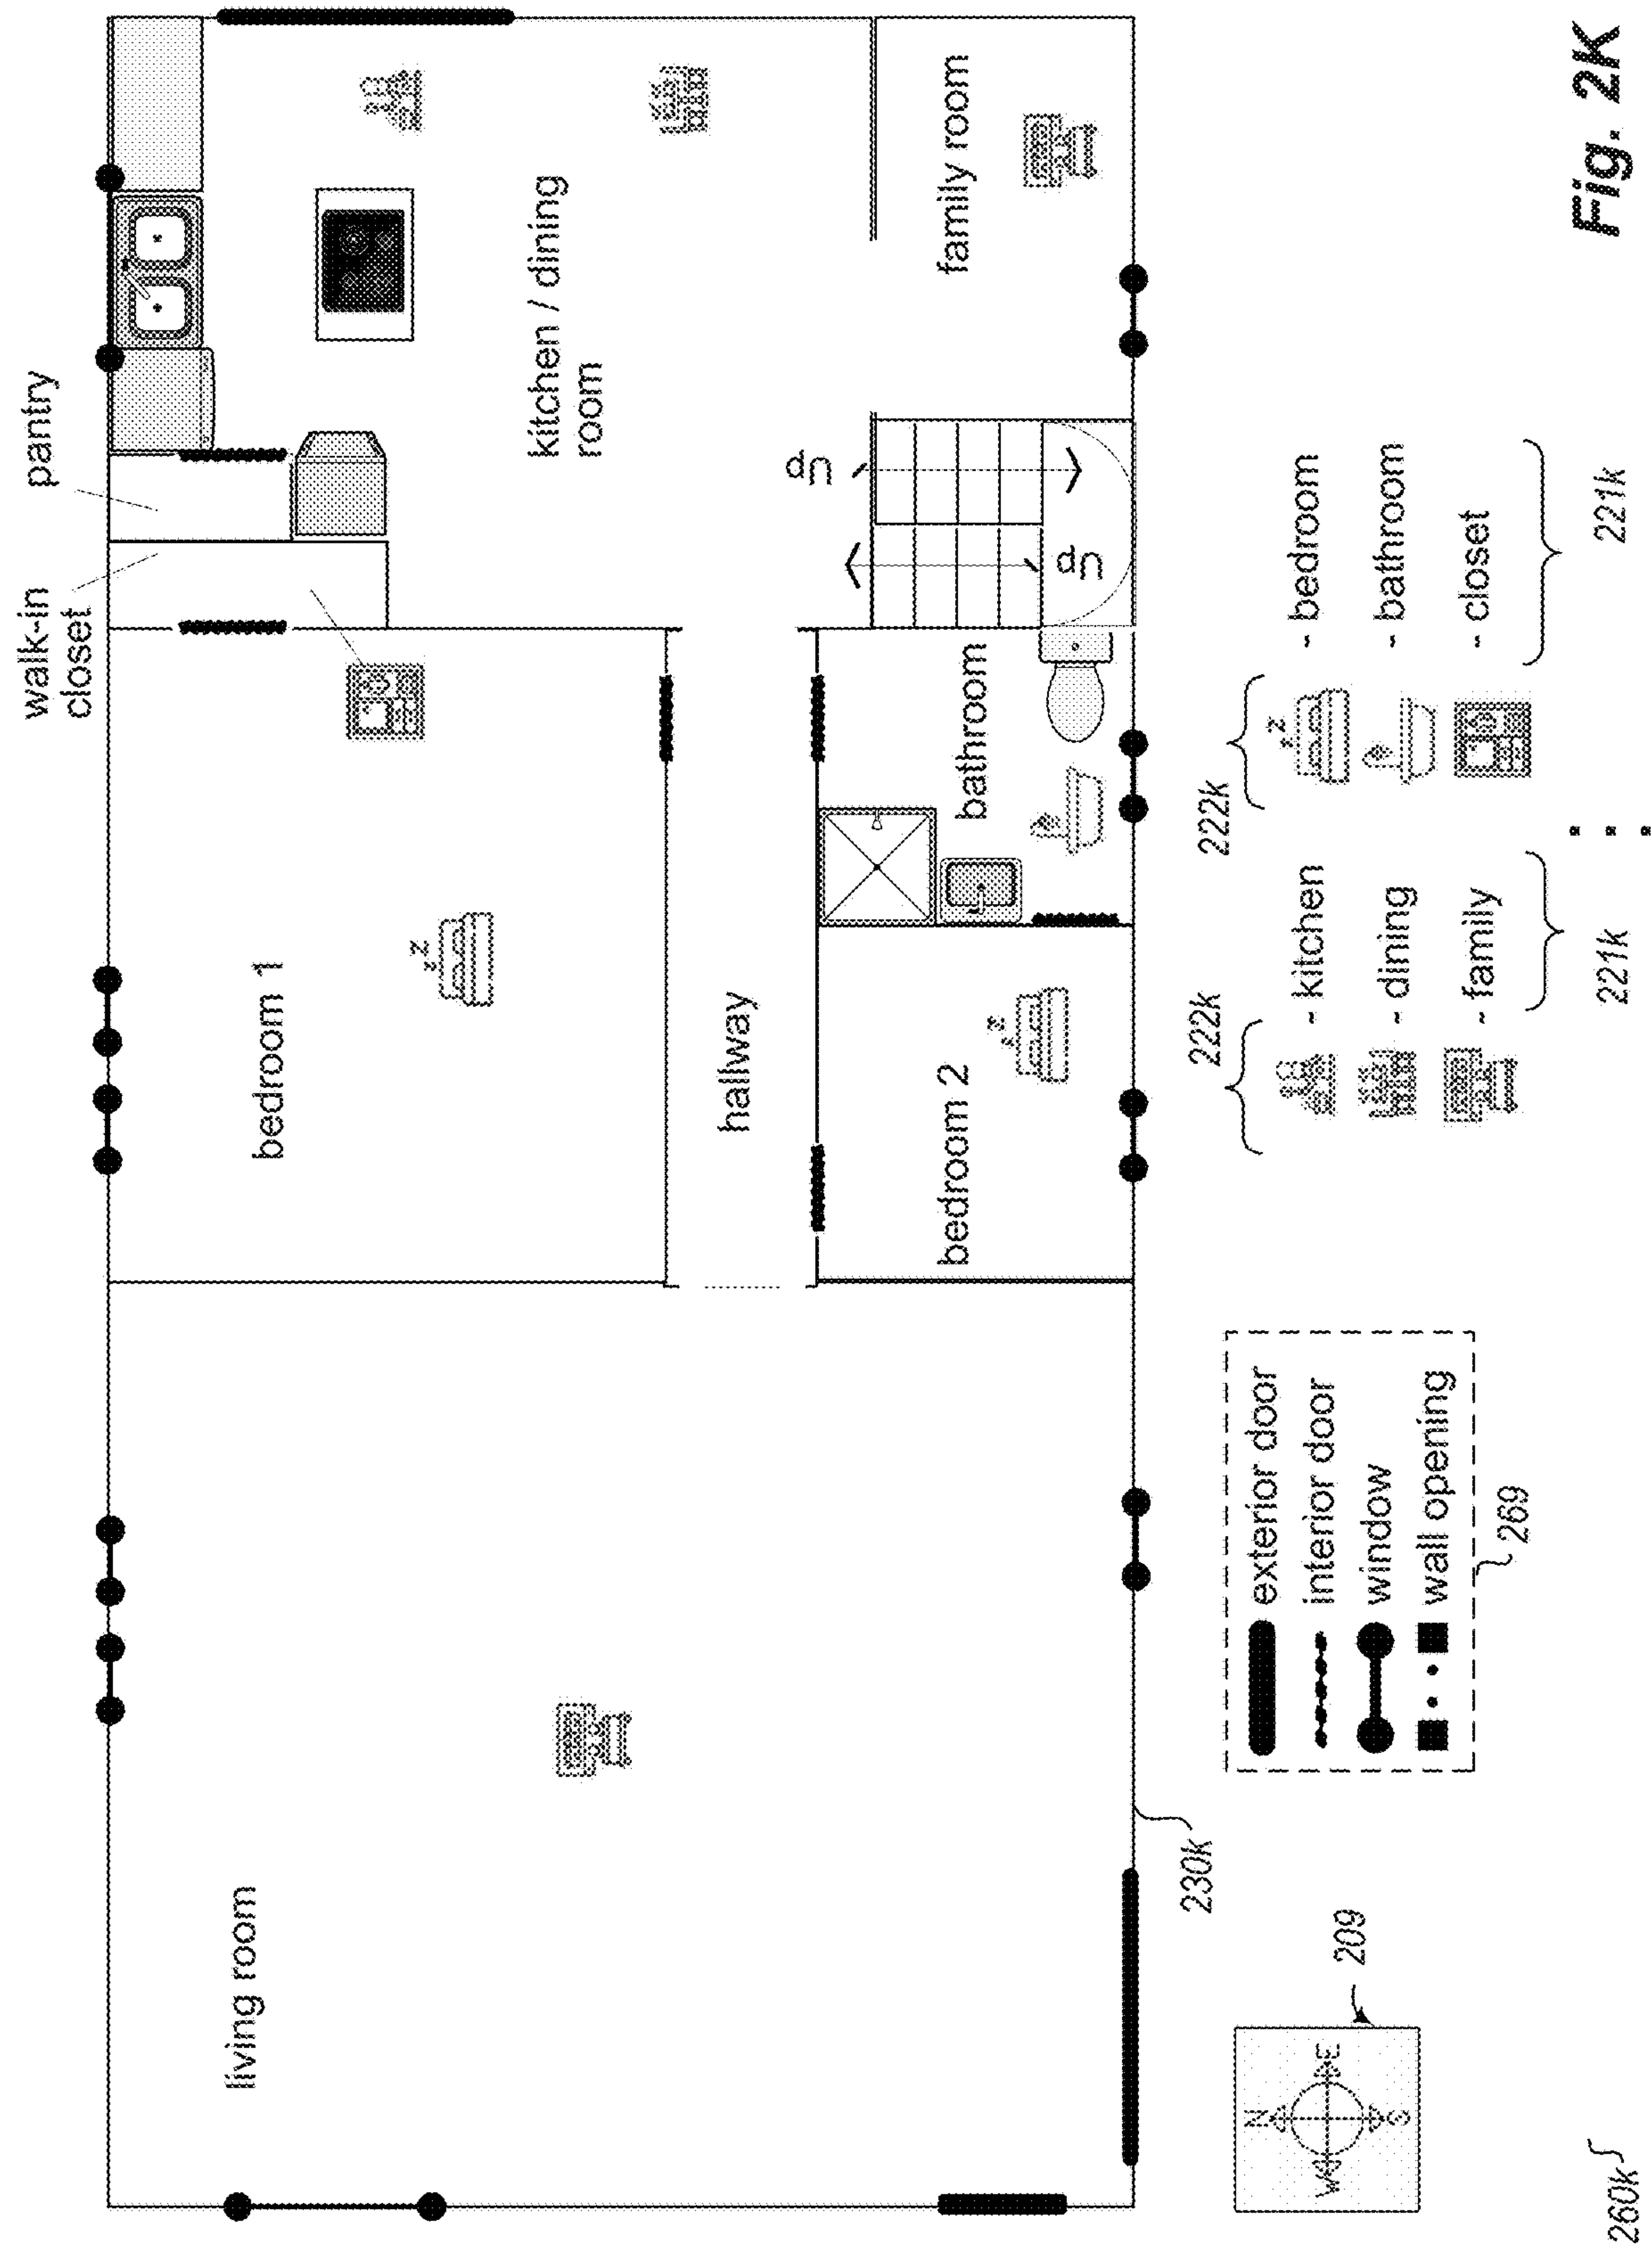 walk-in
closet
pantry
living room
bedroom 1
kitchen / dining
room
hallway
Up
bedroom 2
bathroom
family room
Up
230k
222k
222k
N
W
E
S
209
exterior door
interior door
window
wall opening
269
~ kitchen
~ dining
~ family
~ bedroom
~ bathroom
~ closet
221k
221k
260k
Fig. 2K